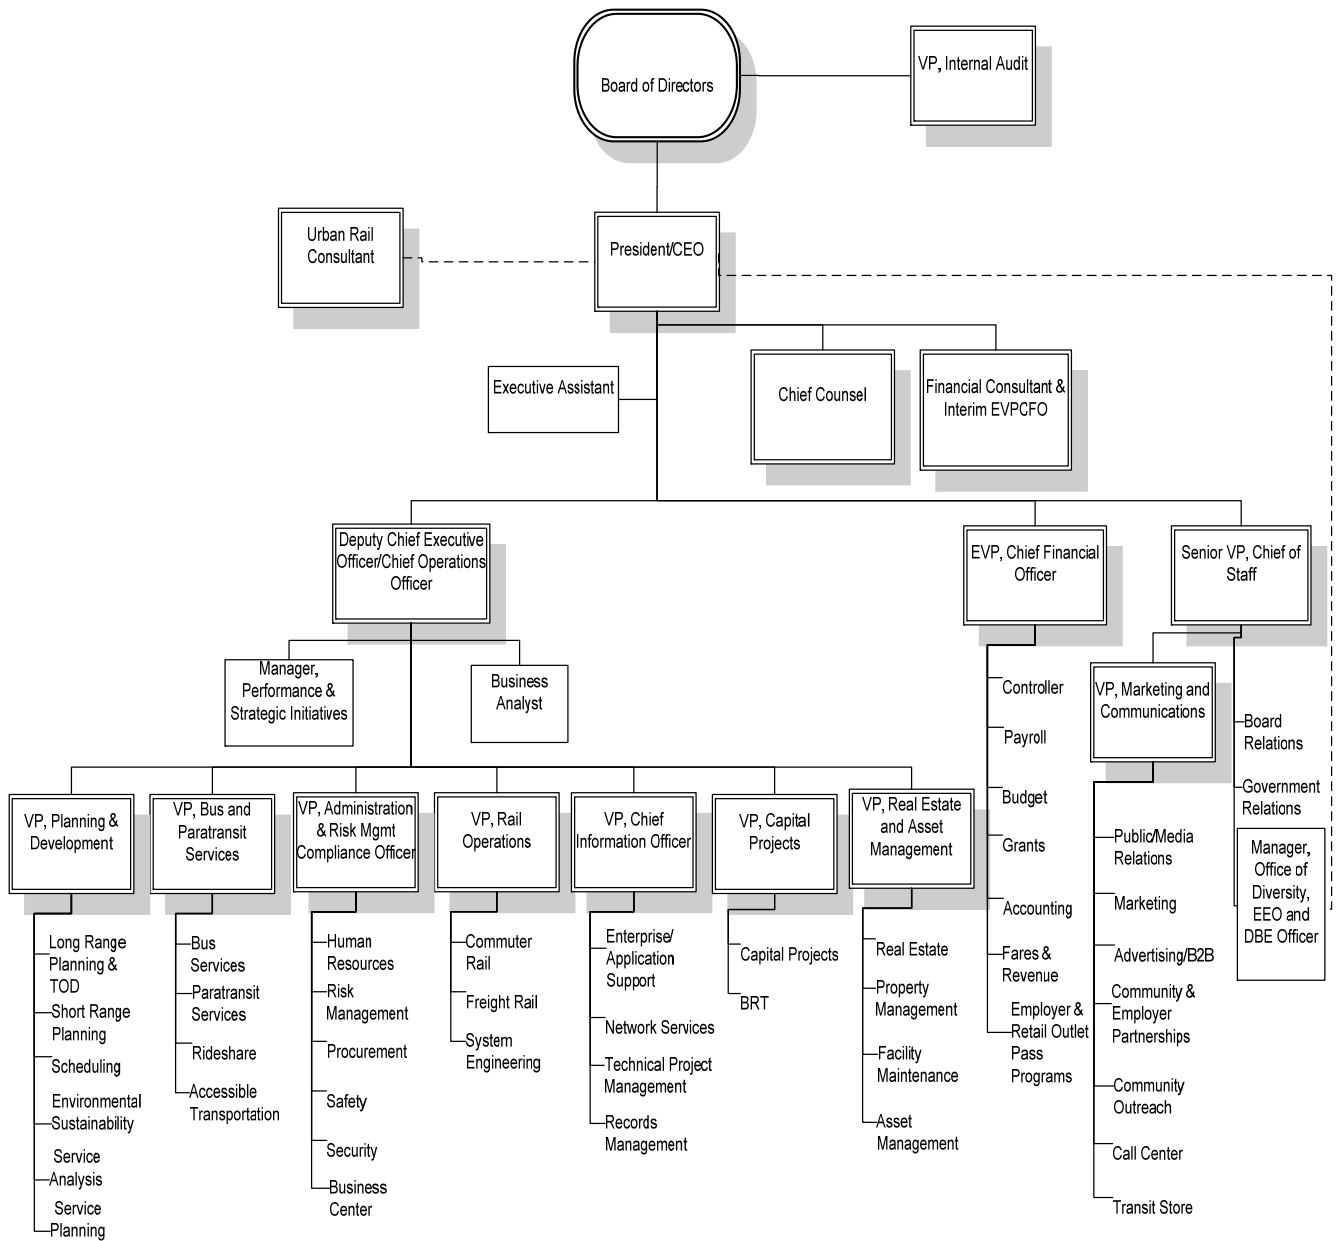 Board of Directors
VP, Internal Audit
Urban Rail
Consultant
President/CEO
Executive Assistant
Chief Counsel
Financial Consultant &
Interim EVPCFO
Deputy Chief Executive
Officer/Chief Operations
Officer
EVP, Chief Financial
Officer
Senior VP, Chief of
Staff
Manager,
Performance &
Strategic Initiatives
Business
Analyst
VP, Planning &
Development
Long Range
Planning &
TOD
Short Range
Planning
Scheduling
Environmental
Sustainability
Service
Analysis
Service
Planning
VP, Bus and
Paratransit
Services
Bus
Services
Paratransit
Services
Rideshare
Accessible
Transportation
VP, Administration
& Risk Mgmt
Compliance Officer
Human
Resources
Risk
Management
Procurement
Safety
Security
Business
Center
VP, Rail
Operations
Commuter
Rail
Freight Rail
System
Engineering
VP, Chief
Information Officer
Enterprise/
Application
Support
Network Services
Technical Project
Management
Records
Management
VP, Capital
Projects
Capital Projects
BRT
VP, Real Estate
and Asset
Management
Real Estate
Property
Management
Facility
Maintenance
Asset
Management
Controller
Payroll
Budget
Grants
Accounting
Fares &
Revenue
Employer &
Retail Outlet
Pass
Programs
VP, Marketing and
Communications
Public/Media
Relations
Marketing
Advertising/B2B
Community &
Employer
Partnerships
Community
Outreach
Call Center
Transit Store
Board
Relations
Government
Relations
Manager,
Office of
Diversity,
EEO and
DBE Officer